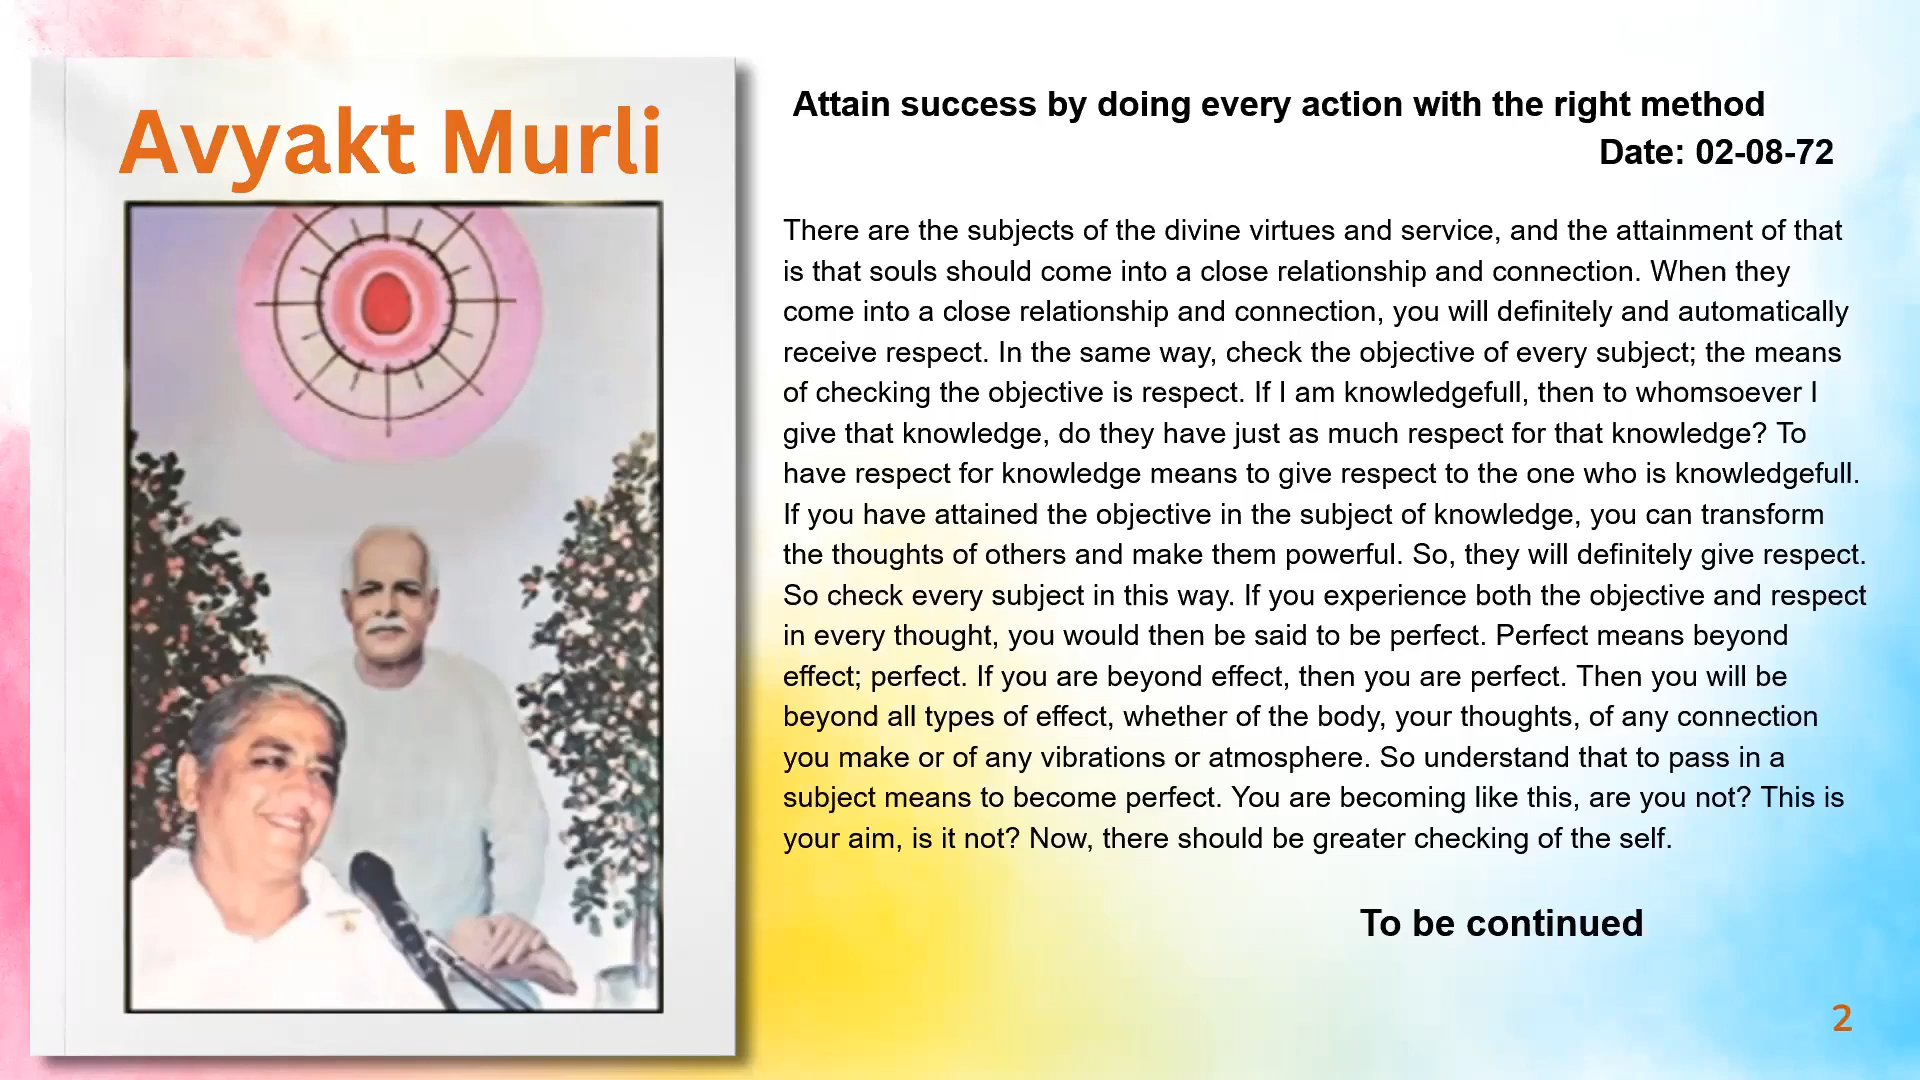 Avyakt Murli
Attain success by doing every action with the right method
Date: 02-08-72
There are the subjects of the divine virtues and service, and the attainment of that
is that souls should come into a close relationship and connection. When they
come into a close relationship and connection, you will definitely and automatically
receive respect. In the same way, check the objective of every subject; the means
of checking the objective is respect. If I am knowledgefull, then to whomsoever I
give that knowledge, do they have just as much respect for that knowledge? To
have respect for knowledge means to give respect to the one who is knowledgefull.
If you have attained the objective in the subject of knowledge, you can transform
the thoughts of others and make them powerful. So, they will definitely give respect.
So check every subject in this way. If you experience both the objective and respect
in every thought, you would then be said to be perfect. Perfect means beyond
effect; perfect. If you are beyond effect, then you are perfect. Then you will be
beyond all types of effect, whether of the body, your thoughts, of any connection
you make or of any vibrations or atmosphere. So understand that to pass in a
subject means to become perfect. You are becoming like this, are you not? This is
your aim, is it not? Now, there should be greater checking of the self.
To be continued
2